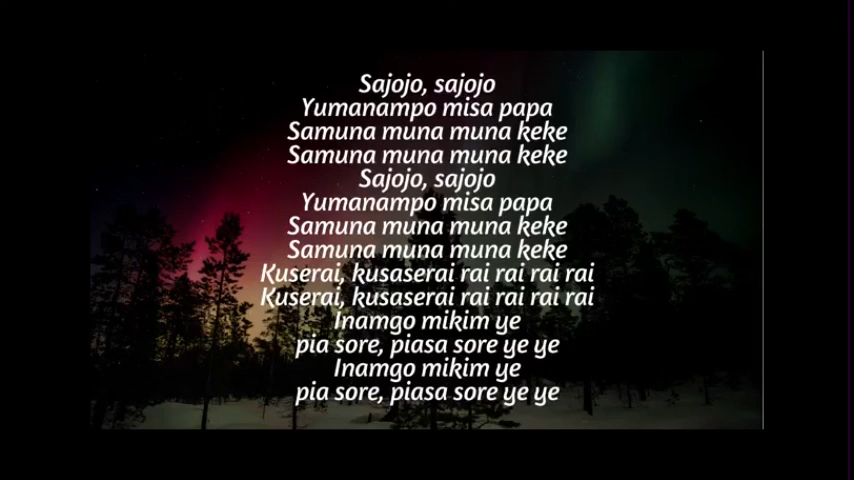 Sajojo, sajojo
Yumanampo misa papa
Samuna muna muna keke
Samuna muna muna keke
Sajojo, sajojo
Yumanampo misa papa
Samuna muna muna keke
Samuna muna muna keke
Kuserai, kusaserai rai rai rai rai
Kuserai, kusaserai rai rai rai rai
Inamgo mikim ye
pia sore, piasa sore ye ye
Inamgo mikim ye
pia sore, piasa sore ye ye